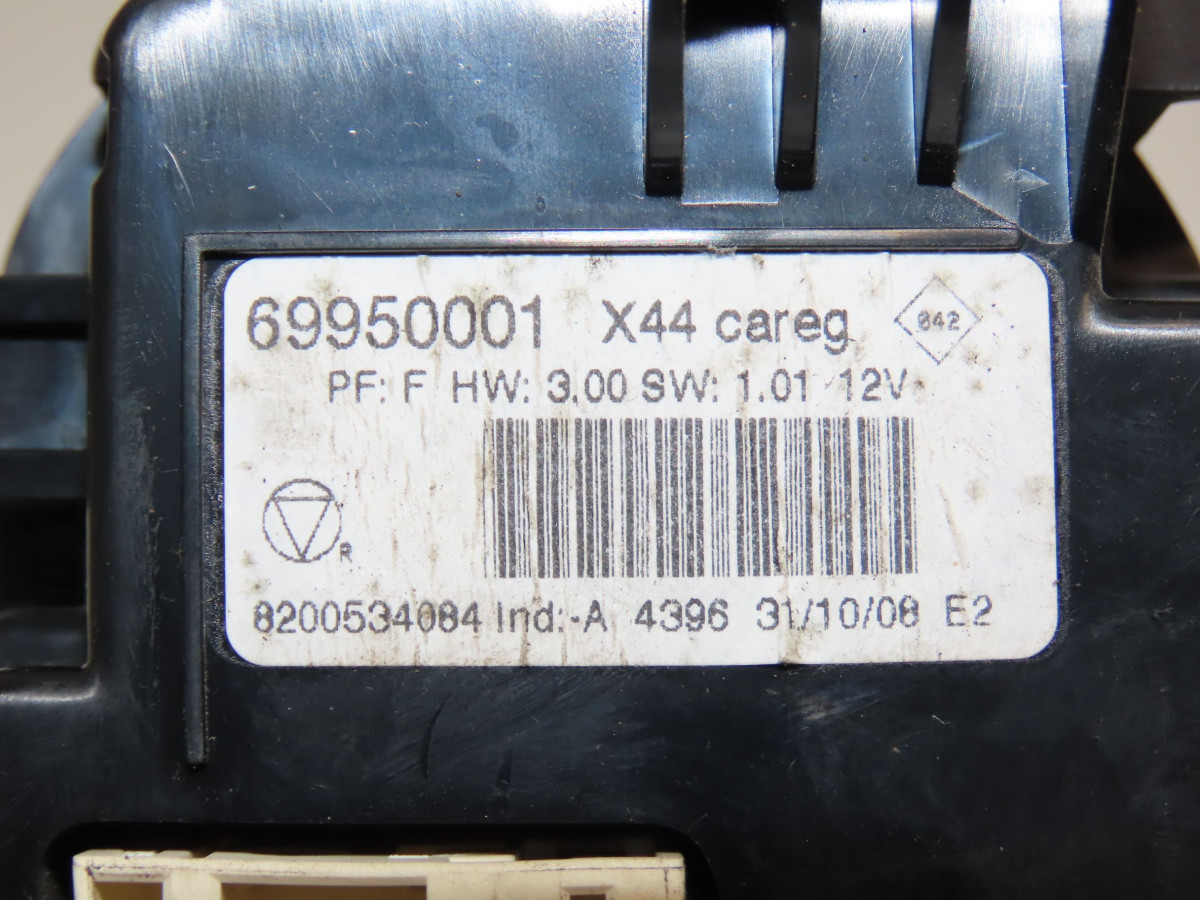 69950001 X44 careg 842
PF: F HW: 3.00 SW: 1.01 12V
R
8200534084 Ind:-A 4396 31/10/08 E2